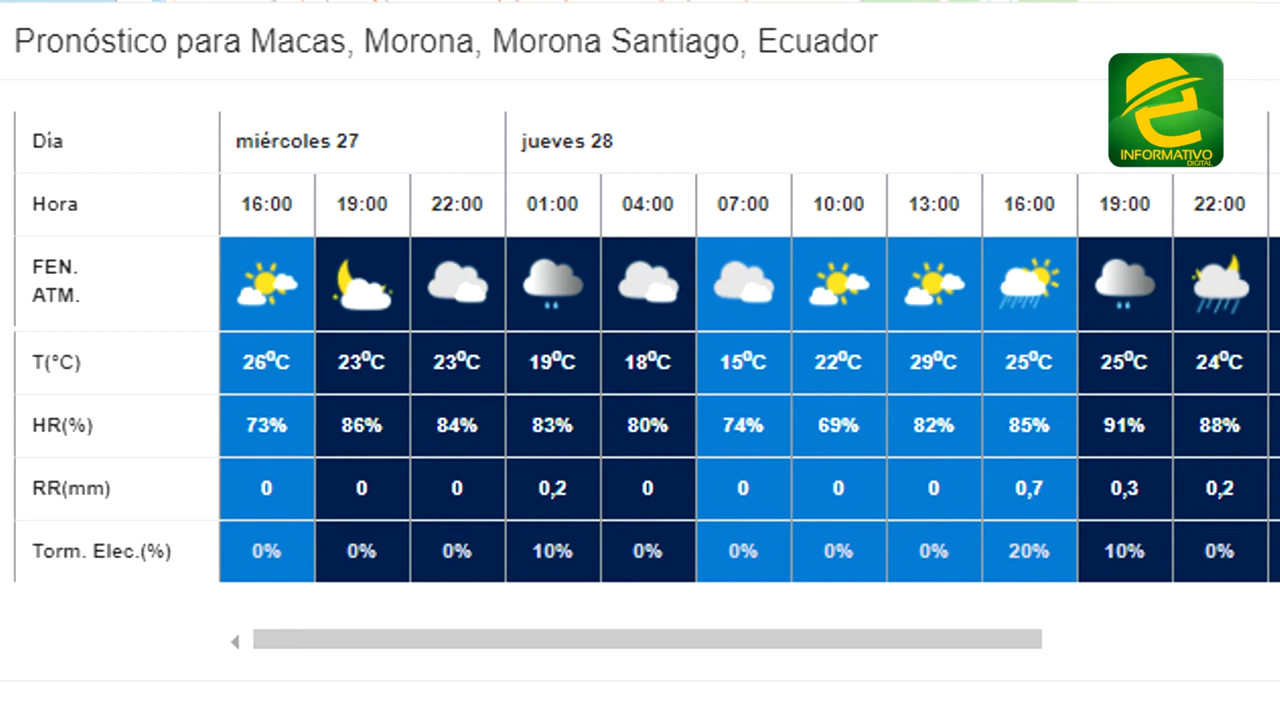 Pronóstico para Macas, Morona, Morona Santiago, Ecuador
INFORMATIVO
DIGITAL
Día miércoles 27 jueves 28
Hora 16:00 19:00 22:00 01:00 04:00 07:00 10:00 13:00 16:00 19:00 22:00
FEN.
ATM.
T(°C) 26ºC 23ºC 23ºC 19ºC 18ºC 15ºC 22ºC 29ºC 25ºC 25ºC 24ºC
HR(%) 73% 86% 84% 83% 80% 74% 69% 82% 85% 91% 88%
RR(mm) 0 0 0 0,2 0 0 0 0 0,7 0,3 0,2
Torm. Elec.(%) 0% 0% 0% 10% 0% 0% 0% 0% 20% 10% 0%